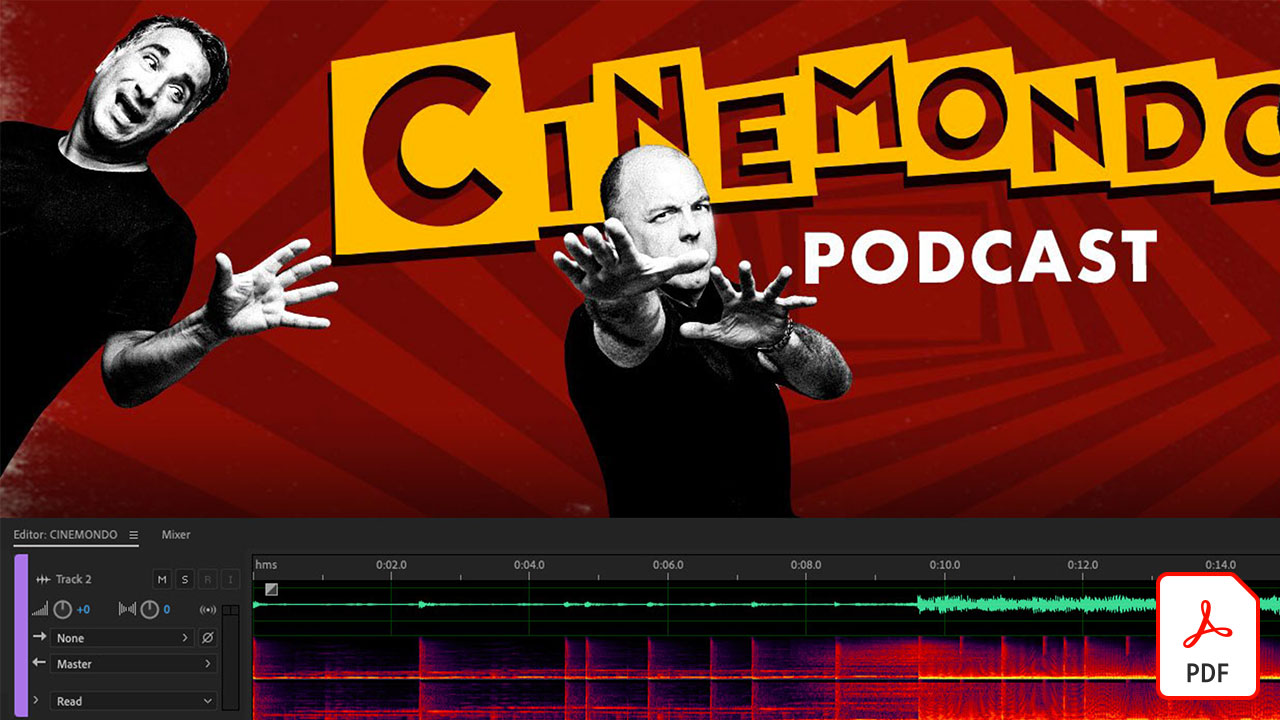 CINEMONDO
PODCAST
Editor: CINEMONDO
Mixer
Track 2
M S R I
+0 0
None
Master
Read
hms 0:02.0 0:04.0 0:06.0 0:08.0 0:10.0 0:12.0 0:14.0
PDF